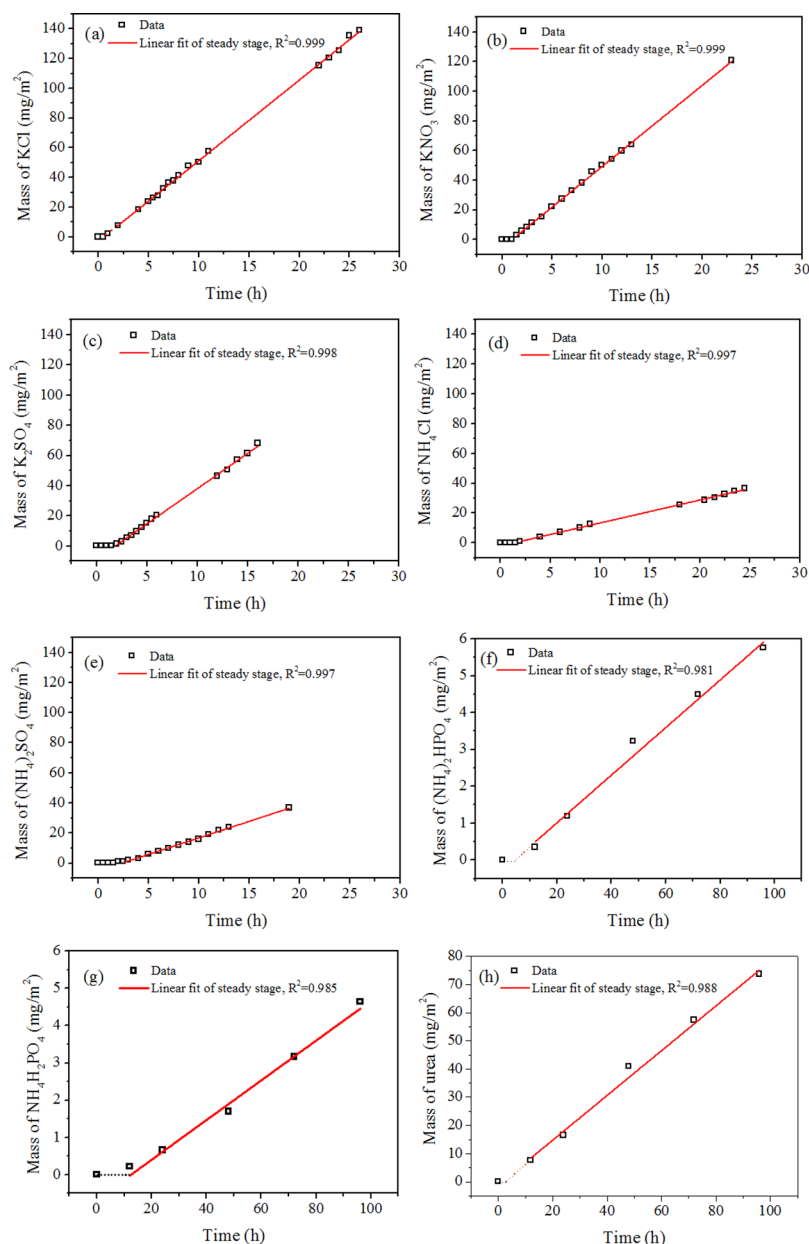 (a)
Data
Linear fit of steady stage, R²=0.999
Mass of KCl (mg/m²)
140
120
100
80
60
40
20
0
0 5 10 15 20 25 30
Time (h)
(b)
Data
Linear fit of steady stage, R²=0.999
Mass of KNO₃ (mg/m²)
140
120
100
80
60
40
20
0
0 5 10 15 20 25 30
Time (h)
(c)
Data
Linear fit of steady stage, R²=0.998
Mass of K₂SO₄ (mg/m²)
140
120
100
80
60
40
20
0
0 5 10 15 20 25 30
Time (h)
(d)
Data
Linear fit of steady stage, R²=0.997
Mass of NH₄Cl (mg/m²)
140
120
100
80
60
40
20
0
0 5 10 15 20 25 30
Time (h)
(e)
Data
Linear fit of steady stage, R²=0.997
Mass of (NH₄)₂SO₄ (mg/m²)
140
120
100
80
60
40
20
0
0 5 10 15 20 25 30
Time (h)
(f)
Data
Linear fit of steady stage, R²=0.981
Mass of (NH₄)₂HPO₄ (mg/m²)
6
5
4
3
2
1
0
0 20 40 60 80 100
Time (h)
(g)
Data
Linear fit of steady stage, R²=0.985
Mass of NH₄H₂PO₄ (mg/m²)
6
5
4
3
2
1
0
0 20 40 60 80 100
Time (h)
(h)
Data
Linear fit of steady stage, R²=0.988
Mass of urea (mg/m²)
80
70
60
50
40
30
20
10
0
0 20 40 60 80 100
Time (h)